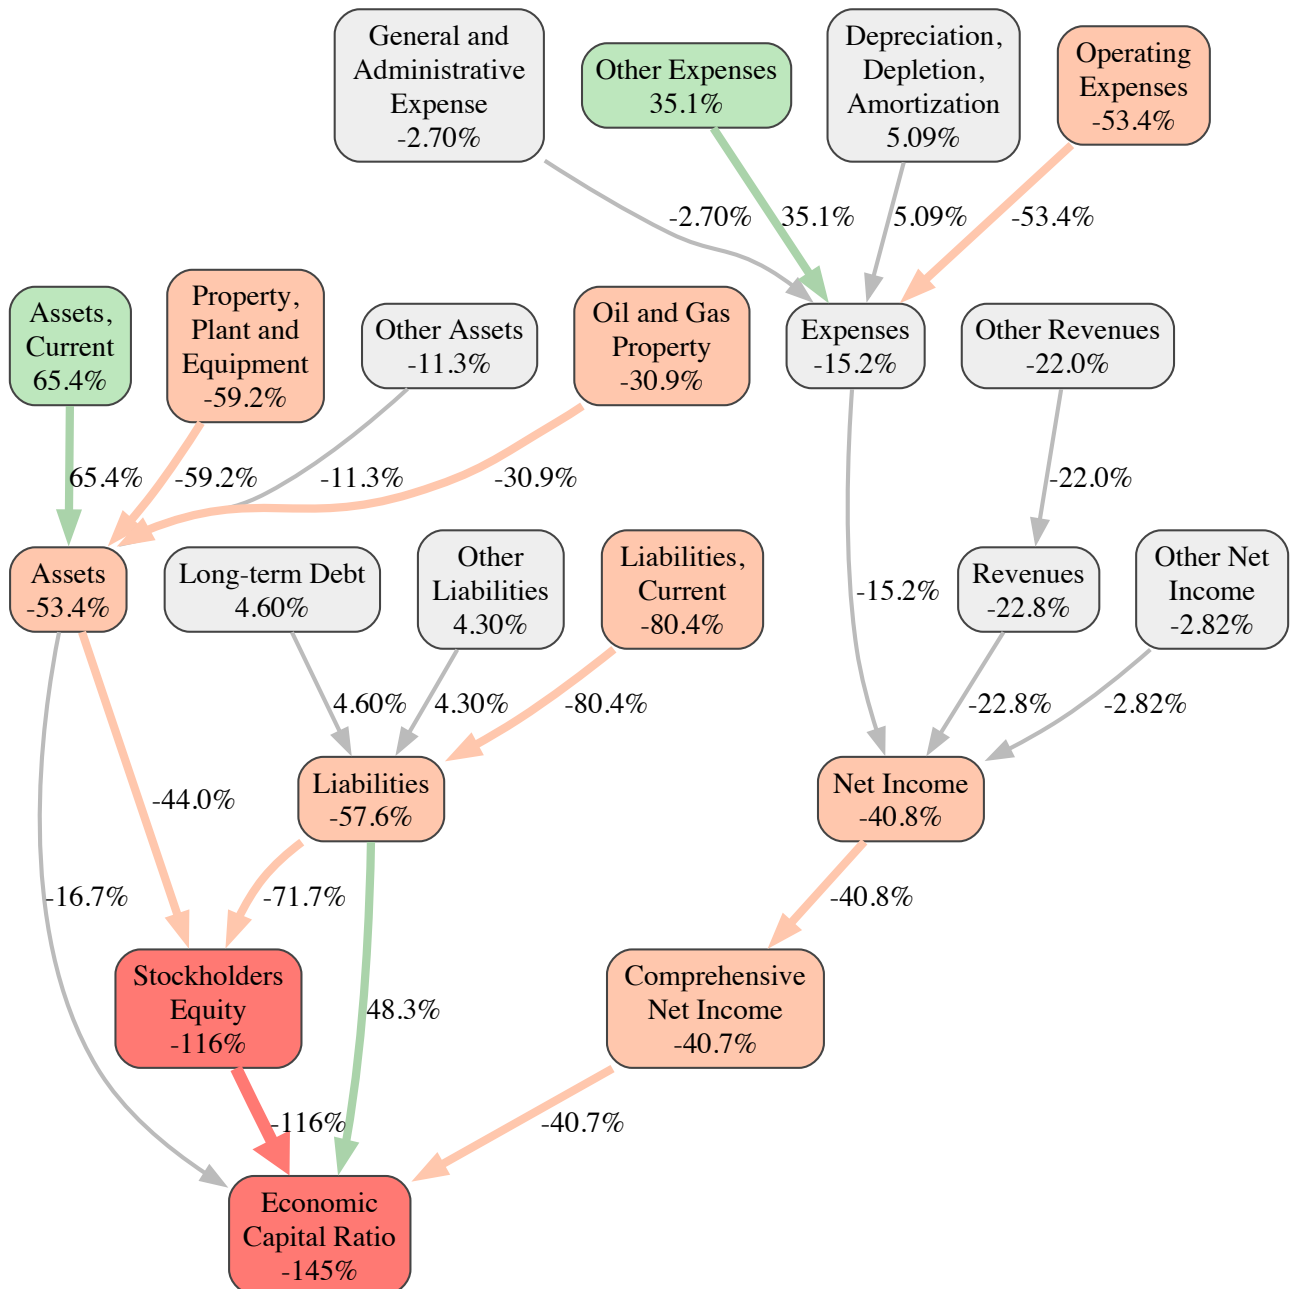 General and
Administrative
Expense
-2.70%
Other Expenses
35.1%
Depreciation,
Depletion,
Amortization
5.09%
Operating
Expenses
-53.4%
-2.70%
35.1%
5.09%
-53.4%
Assets,
Current
65.4%
Property,
Plant and
Equipment
-59.2%
Other Assets
-11.3%
Oil and Gas
Property
-30.9%
Expenses
-15.2%
Other Revenues
-22.0%
65.4%
-59.2%
-11.3%
-30.9%
-22.0%
Assets
-53.4%
Long-term Debt
4.60%
Other
Liabilities
4.30%
Liabilities,
Current
-80.4%
-15.2%
Revenues
-22.8%
Other Net
Income
-2.82%
4.60%
4.30%
-80.4%
-22.8%
-2.82%
-44.0%
Liabilities
-57.6%
Net Income
-40.8%
-16.7%
-71.7%
-40.8%
Stockholders
Equity
-116%
48.3%
Comprehensive
Net Income
-40.7%
-116%
-40.7%
Economic
Capital Ratio
-145%